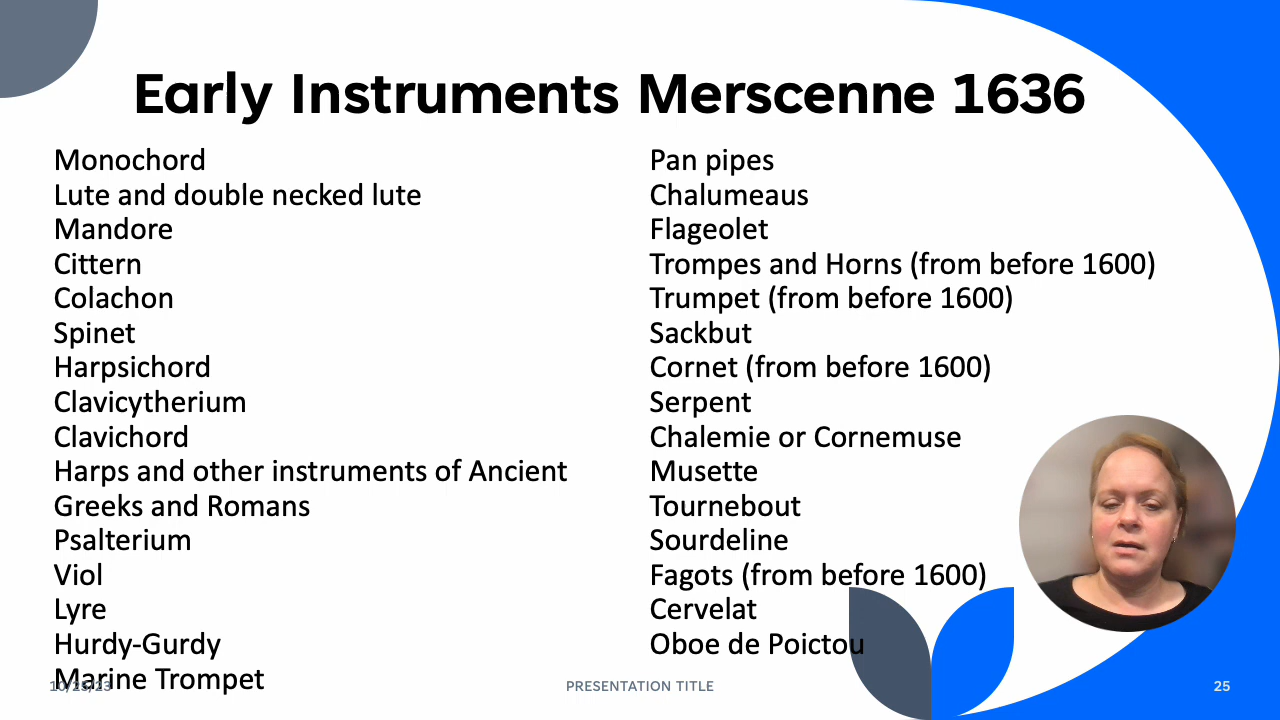 Early Instruments Merscenne 1636
Monochord
Lute and double necked lute
Mandore
Cittern
Colachon
Spinet
Harpsichord
Clavicytherium
Clavichord
Harps and other instruments of Ancient
Greeks and Romans
Psalterium
Viol
Lyre
Hurdy-Gurdy
Marine Trompet
Pan pipes
Chalumeaus
Flageolet
Trompes and Horns (from before 1600)
Trumpet (from before 1600)
Sackbut
Cornet (from before 1600)
Serpent
Chalemie or Cornemuse
Musette
Tournebout
Sourdeline
Fagots (from before 1600)
Cervelat
Oboe de Poictou
PRESENTATION TITLE
25